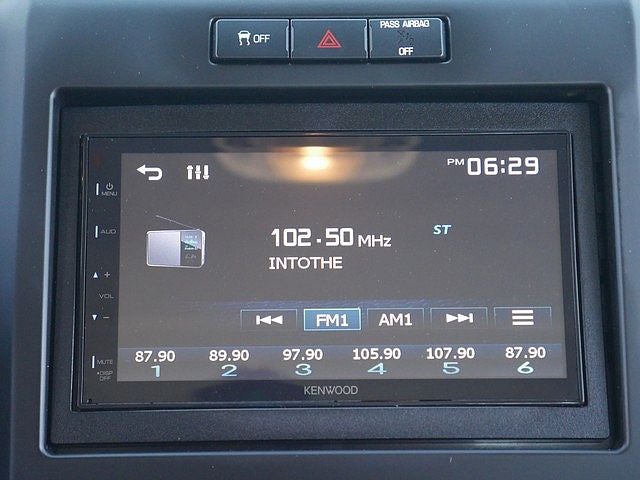 OFF
PASS AIRBAG
OFF
PM 06:29
MENU
AUD
102.50 MHz
ST
INTOTHE
+
VOL
−
FM1
AM1
87.90 89.90 97.90 105.90 107.90 87.90
1 2 3 4 5 6
MUTE
•DISP
OFF
KENWOOD